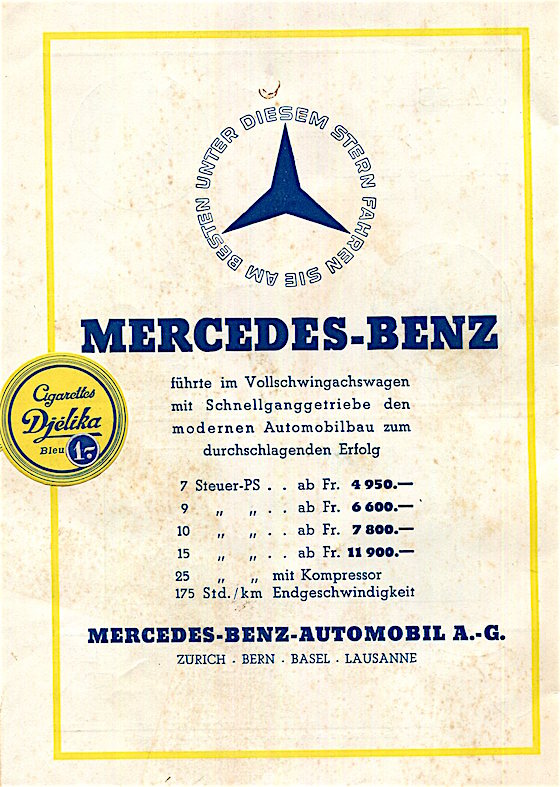 UNTER DIESEM STERN FAHREN SIE AM BESTEN
MERCEDES-BENZ
führte im Vollschwingachswagen
mit Schnellganggetriebe den
modernen Automobilbau zum
durchschlagenden Erfolg
Cigarettes
Djélika
Bleu 1.-
7 Steuer-PS . . ab Fr. 4 950.—
9 „ „ . . ab Fr. 6 600.—
10 „ „ . . ab Fr. 7 800.—
15 „ „ . . ab Fr. 11 900.—
25 „ „ mit Kompressor
175 Std./km Endgeschwindigkeit
MERCEDES-BENZ-AUTOMOBIL A.-G.
ZÜRICH . BERN . BASEL . LAUSANNE